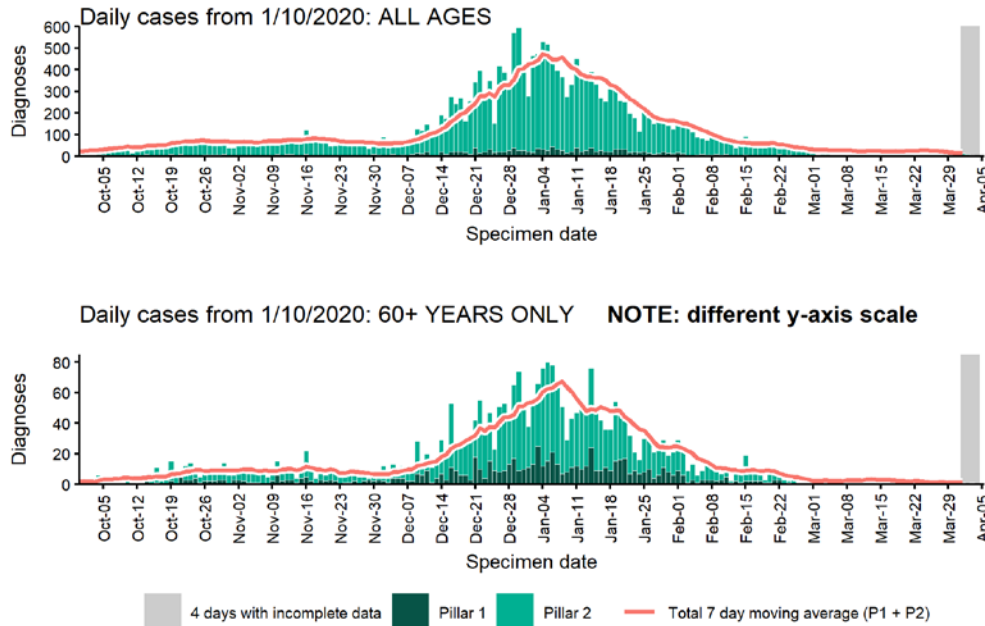 Daily cases from 1/10/2020: ALL AGES
600
500
400
300
200
100
0
Diagnoses
Oct-05
Oct-12
Oct-19
Oct-26
Nov-02
Nov-09
Nov-16
Nov-23
Nov-30
Dec-07
Dec-14
Dec-21
Dec-28
Jan-04
Jan-11
Jan-18
Jan-25
Feb-01
Feb-08
Feb-15
Feb-22
Mar-01
Mar-08
Mar-15
Mar-22
Mar-29
Apr-05
Specimen date
Daily cases from 1/10/2020: 60+ YEARS ONLY NOTE: different y-axis scale
80
60
40
20
0
Diagnoses
Oct-05
Oct-12
Oct-19
Oct-26
Nov-02
Nov-09
Nov-16
Nov-23
Nov-30
Dec-07
Dec-14
Dec-21
Dec-28
Jan-04
Jan-11
Jan-18
Jan-25
Feb-01
Feb-08
Feb-15
Feb-22
Mar-01
Mar-08
Mar-15
Mar-22
Mar-29
Apr-05
Specimen date
4 days with incomplete data Pillar 1 Pillar 2 Total 7 day moving average (P1 + P2)